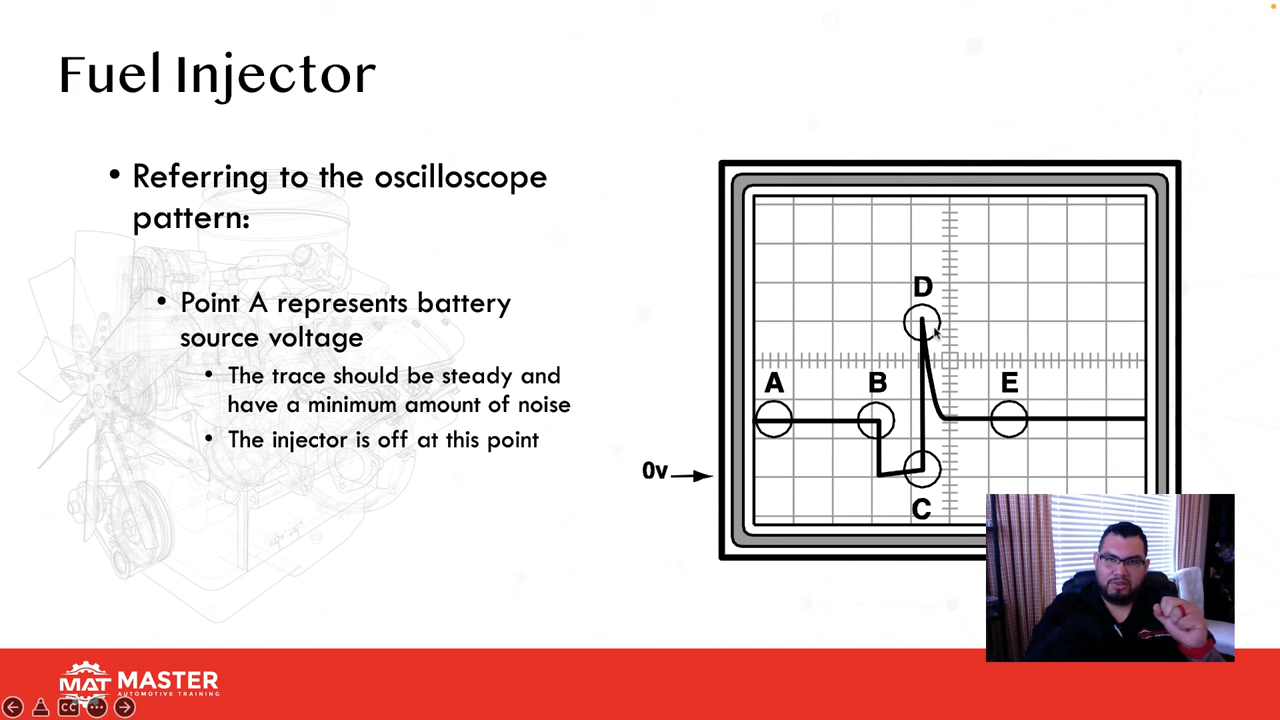 Fuel Injector
• Referring to the oscilloscope
pattern:
• Point A represents battery
source voltage
• The trace should be steady and
have a minimum amount of noise
• The injector is off at this point
D
A
B
E
0v
C
MAT MASTER
AUTOMOTIVE TRAINING
CC